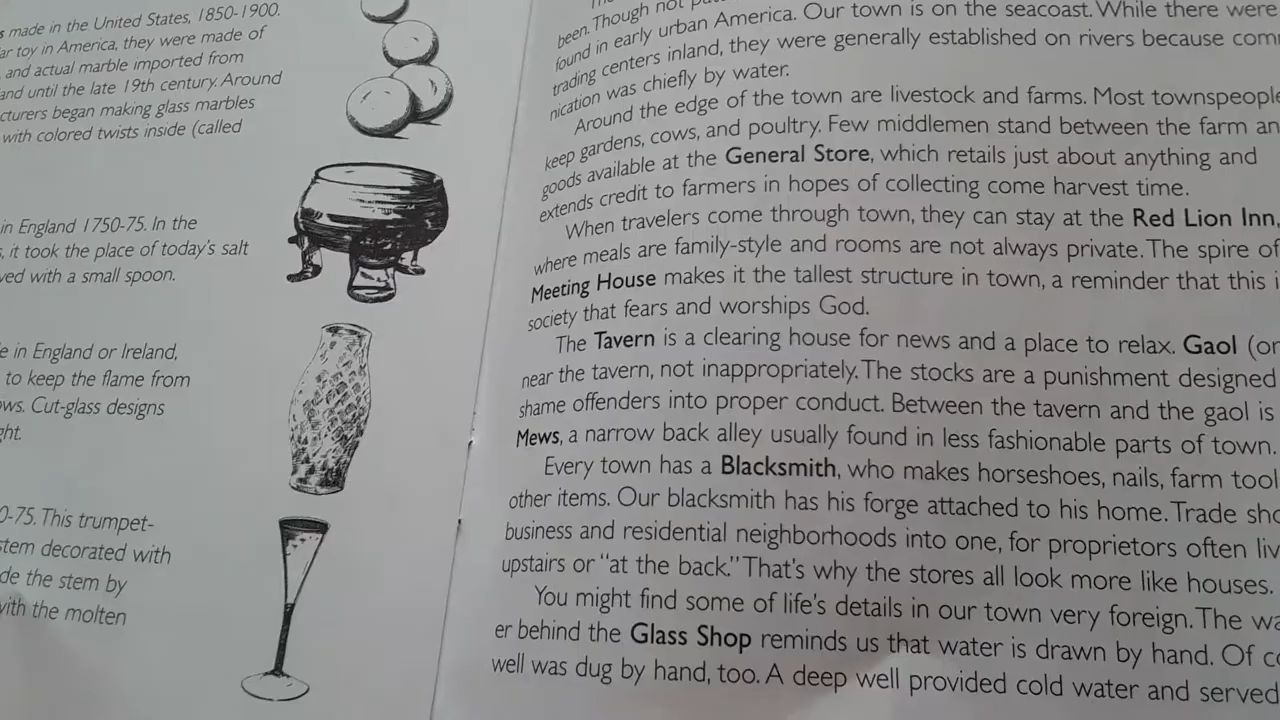 made in the United States, 1850-1900.
toy in America, they were made of
and actual marble imported from
and until the late 19th century. Around
cturers began making glass marbles
with colored twists inside (called
in England 1750-75. In the
it took the place of today's salt
ved with a small spoon.
e in England or Ireland,
to keep the flame from
ows. Cut-glass designs
ght.
0-75. This trumpet-
stem decorated with
de the stem by
with the molten
been. Though not
found in early urban America. Our town is on the seacoast. While there were
trading centers inland, they were generally established on rivers because com
nication was chiefly by water.
Around the edge of the town are livestock and farms. Most townspeople
keep gardens, cows, and poultry. Few middlemen stand between the farm an
goods available at the General Store, which retails just about anything and
extends credit to farmers in hopes of collecting come harvest time.
When travelers come through town, they can stay at the Red Lion Inn,
where meals are family-style and rooms are not always private. The spire of
Meeting House makes it the tallest structure in town, a reminder that this i
society that fears and worships God.
The Tavern is a clearing house for news and a place to relax. Gaol (or
near the tavern, not inappropriately. The stocks are a punishment designed
shame offenders into proper conduct. Between the tavern and the gaol is
Mews, a narrow back alley usually found in less fashionable parts of town.
Every town has a Blacksmith, who makes horseshoes, nails, farm tool
other items. Our blacksmith has his forge attached to his home. Trade sho
business and residential neighborhoods into one, for proprietors often liv
upstairs or "at the back." That's why the stores all look more like houses.
You might find some of life's details in our town very foreign. The wa
er behind the Glass Shop reminds us that water is drawn by hand. Of co
well was dug by hand, too. A deep well provided cold water and served